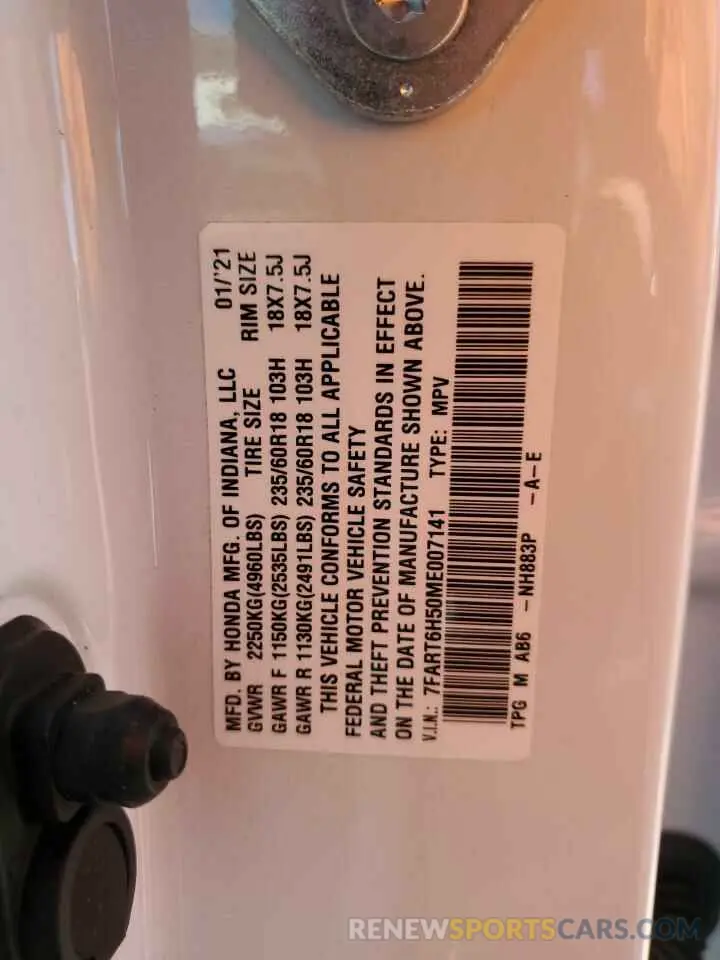 MFD. BY HONDA MFG. OF INDIANA, LLC 01/'21
GVWR 2250KG(4960LBS) TIRE SIZE RIM SIZE
GAWR F 1150KG(2535LBS) 235/60R18 103H 18X7.5J
GAWR R 1130KG(2491LBS) 235/60R18 103H 18X7.5J
THIS VEHICLE CONFORMS TO ALL APPLICABLE
FEDERAL MOTOR VEHICLE SAFETY
AND THEFT PREVENTION STANDARDS IN EFFECT
ON THE DATE OF MANUFACTURE SHOWN ABOVE.
V.I.N.: 7FART6H50ME007141 TYPE: MPV
TPG M AB6 -NH883P -A-E
RENEWSPORTSCARS.COM